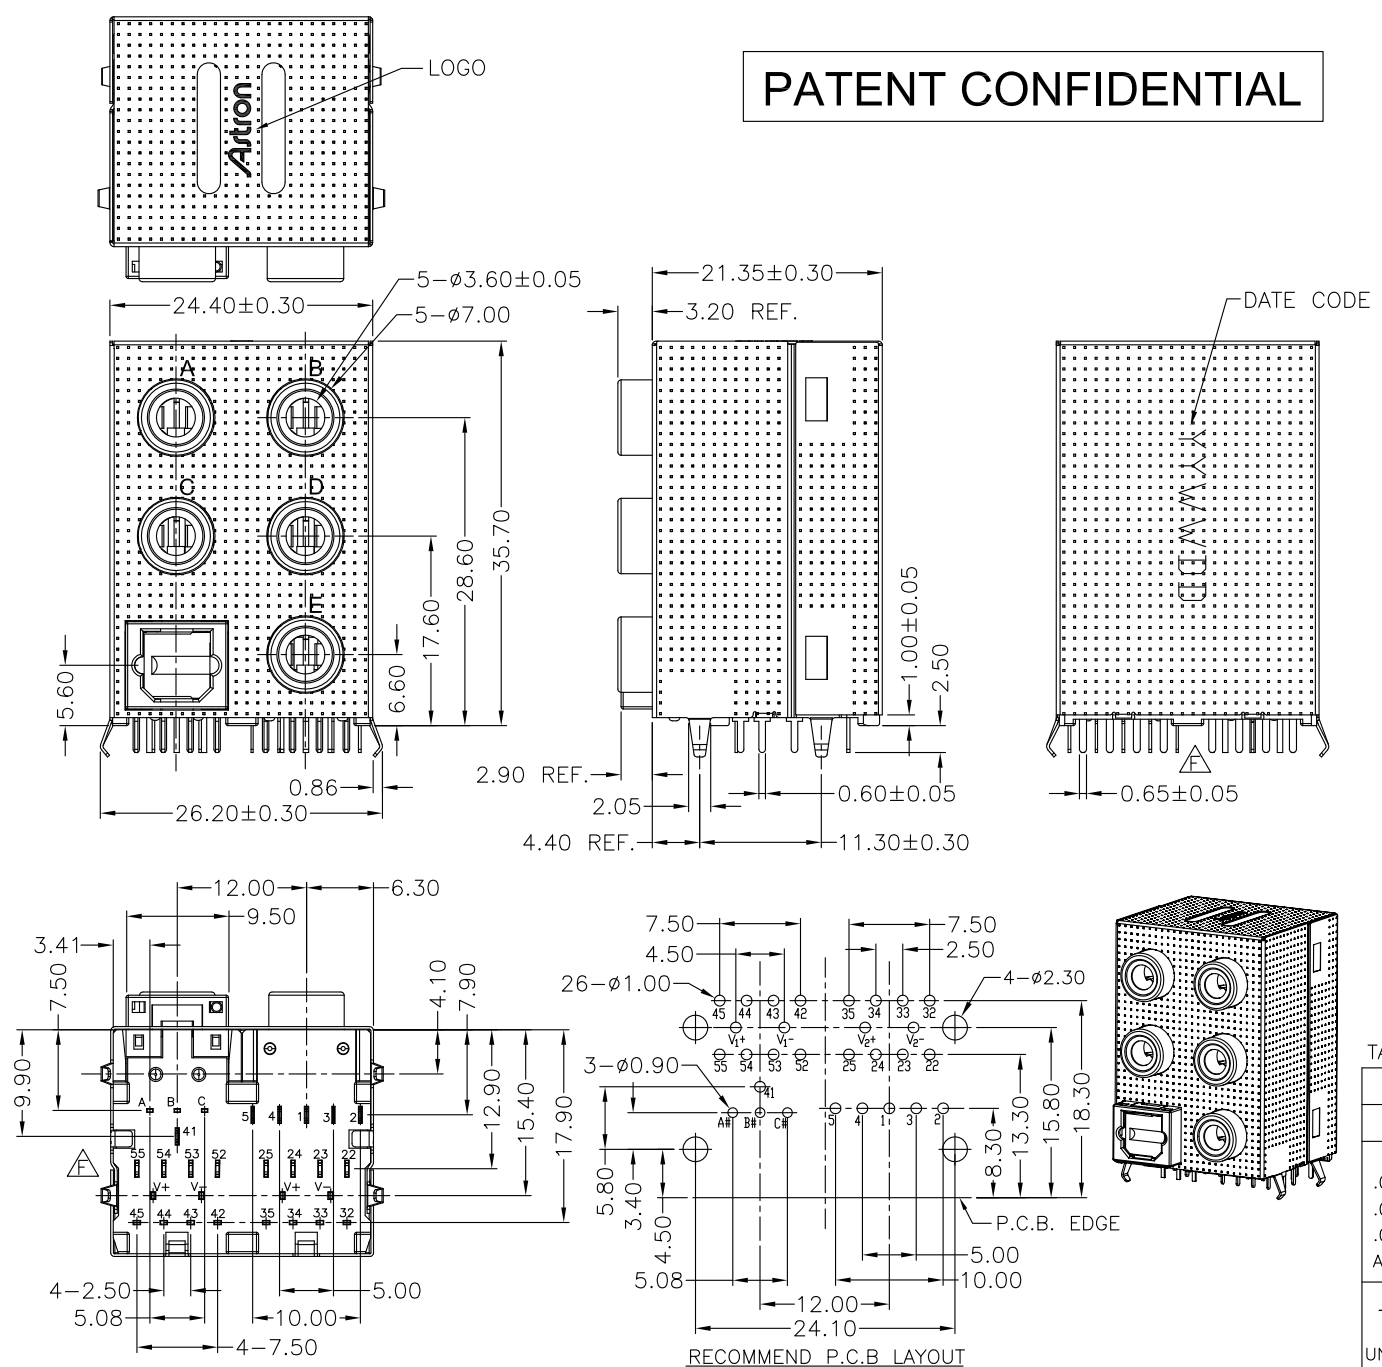 LOGO
Astron
PATENT CONFIDENTIAL
24.40±0.30
5-ø3.60±0.05
5-ø7.00
21.35±0.30
3.20 REF.
DATE CODE
A
B
C
D
E
YYWWDD
5.60
6.60
17.60
28.60
35.70
0.86
26.20±0.30
1.00±0.05
2.50
2.90 REF.
2.05
0.60±0.05
4.40 REF.
11.30±0.30
F
0.65±0.05
12.00
6.30
9.50
3.41
7.50
9.90
4.10
7.90
12.90
15.40
17.90
A B C
5 4 1 3 2
41
F
55 54 53 52 25 24 23 22
V+ V- V+ V-
45 44 43 42 35 34 33 32
4-2.50
5.00
5.08
10.00
4-7.50
7.50
7.50
4.50
2.50
26-ø1.00
4-ø2.30
45 44 43 42 35 34 33 32
V1+ V1- V2+ V2-
55 54 53 52 25 24 23 22
3-ø0.90
41
A# B# C# 5 4 1 3 2
5.80
3.40
4.50
8.30
13.30
15.80
18.30
P.C.B. EDGE
5.08
5.00
10.00
12.00
24.10
RECOMMEND P.C.B LAYOUT